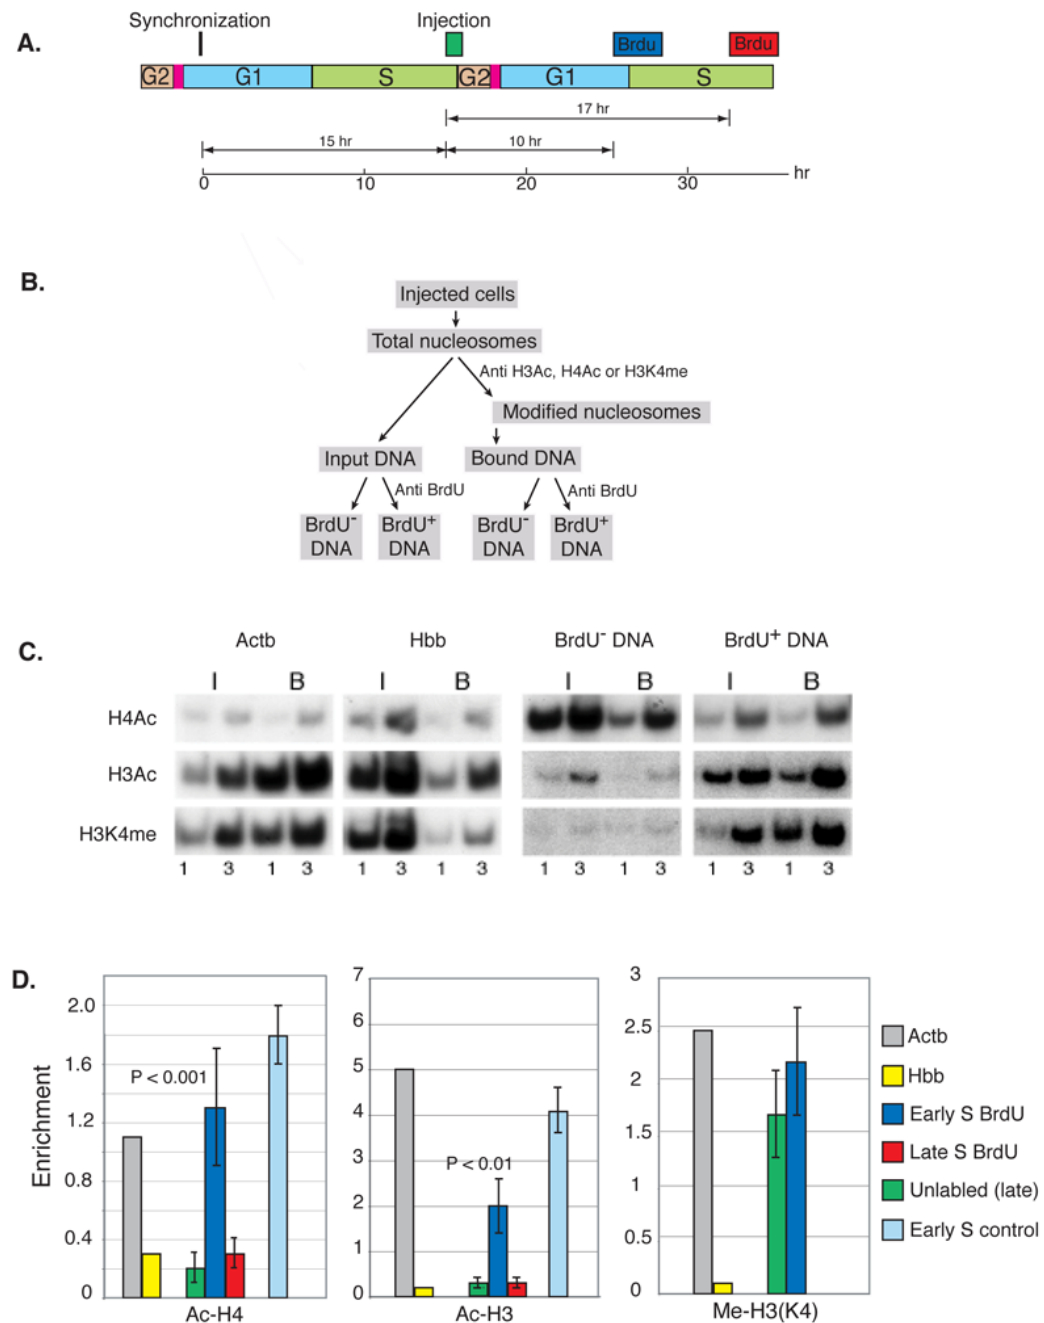 A.
Synchronization
Injection
Brdu
Brdu
G2
G1
S
G2
G1
S
17 hr
15 hr
10 hr
0
10
20
30
hr
B.
Injected cells
Total nucleosomes
Anti H3Ac, H4Ac or H3K4me
Modified nucleosomes
Input DNA
Bound DNA
Anti BrdU
Anti BrdU
BrdU-
DNA
BrdU+
DNA
BrdU-
DNA
BrdU+
DNA
C.
Actb
Hbb
BrdU- DNA
BrdU+ DNA
I B I B I B I B
H4Ac
H3Ac
H3K4me
1 3 1 3 1 3 1 3 1 3 1 3 1 3 1 3
D.
Enrichment
2.0
1.6
1.2
0.8
0.4
0
P < 0.001
Ac-H4
7
6
5
4
3
2
1
0
P < 0.01
Ac-H3
3
2.5
2
1.5
1
0.5
0
Me-H3(K4)
Actb
Hbb
Early S BrdU
Late S BrdU
Unlabled (late)
Early S control